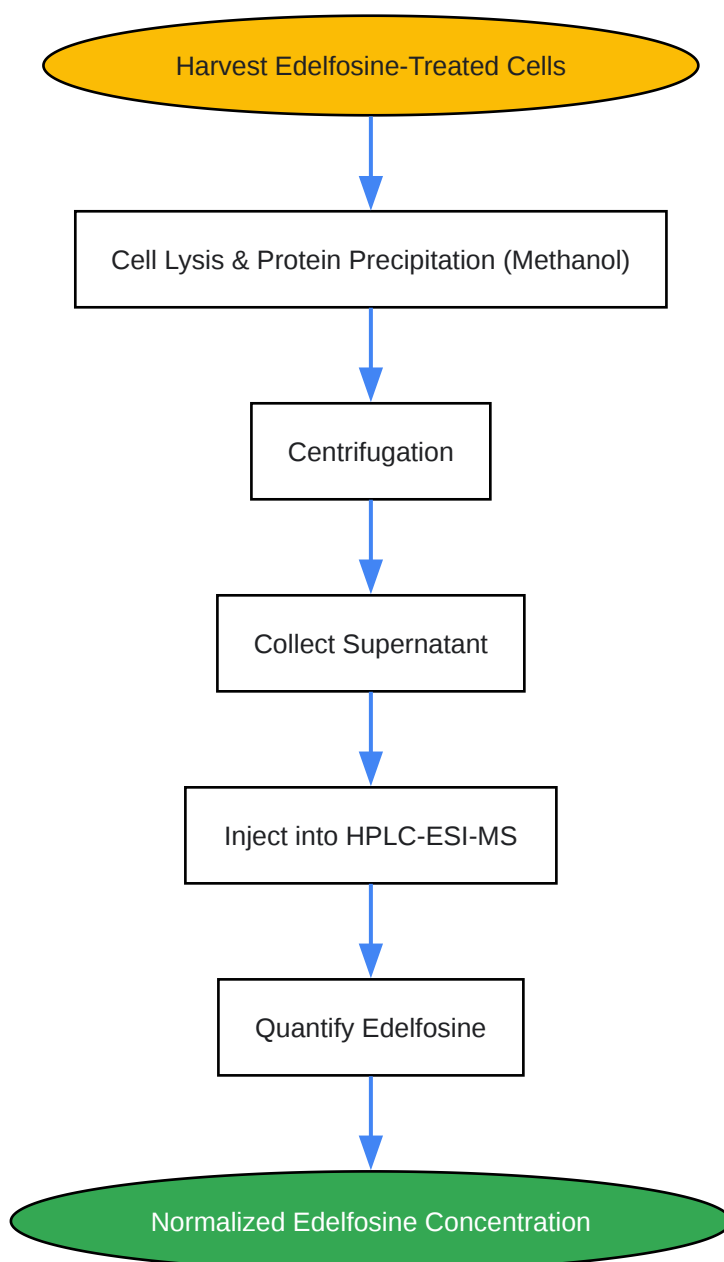 Harvest Edelfosine-Treated Cells
Cell Lysis & Protein Precipitation (Methanol)
Centrifugation
Collect Supernatant
Inject into HPLC-ESI-MS
Quantify Edelfosine
Normalized Edelfosine Concentration